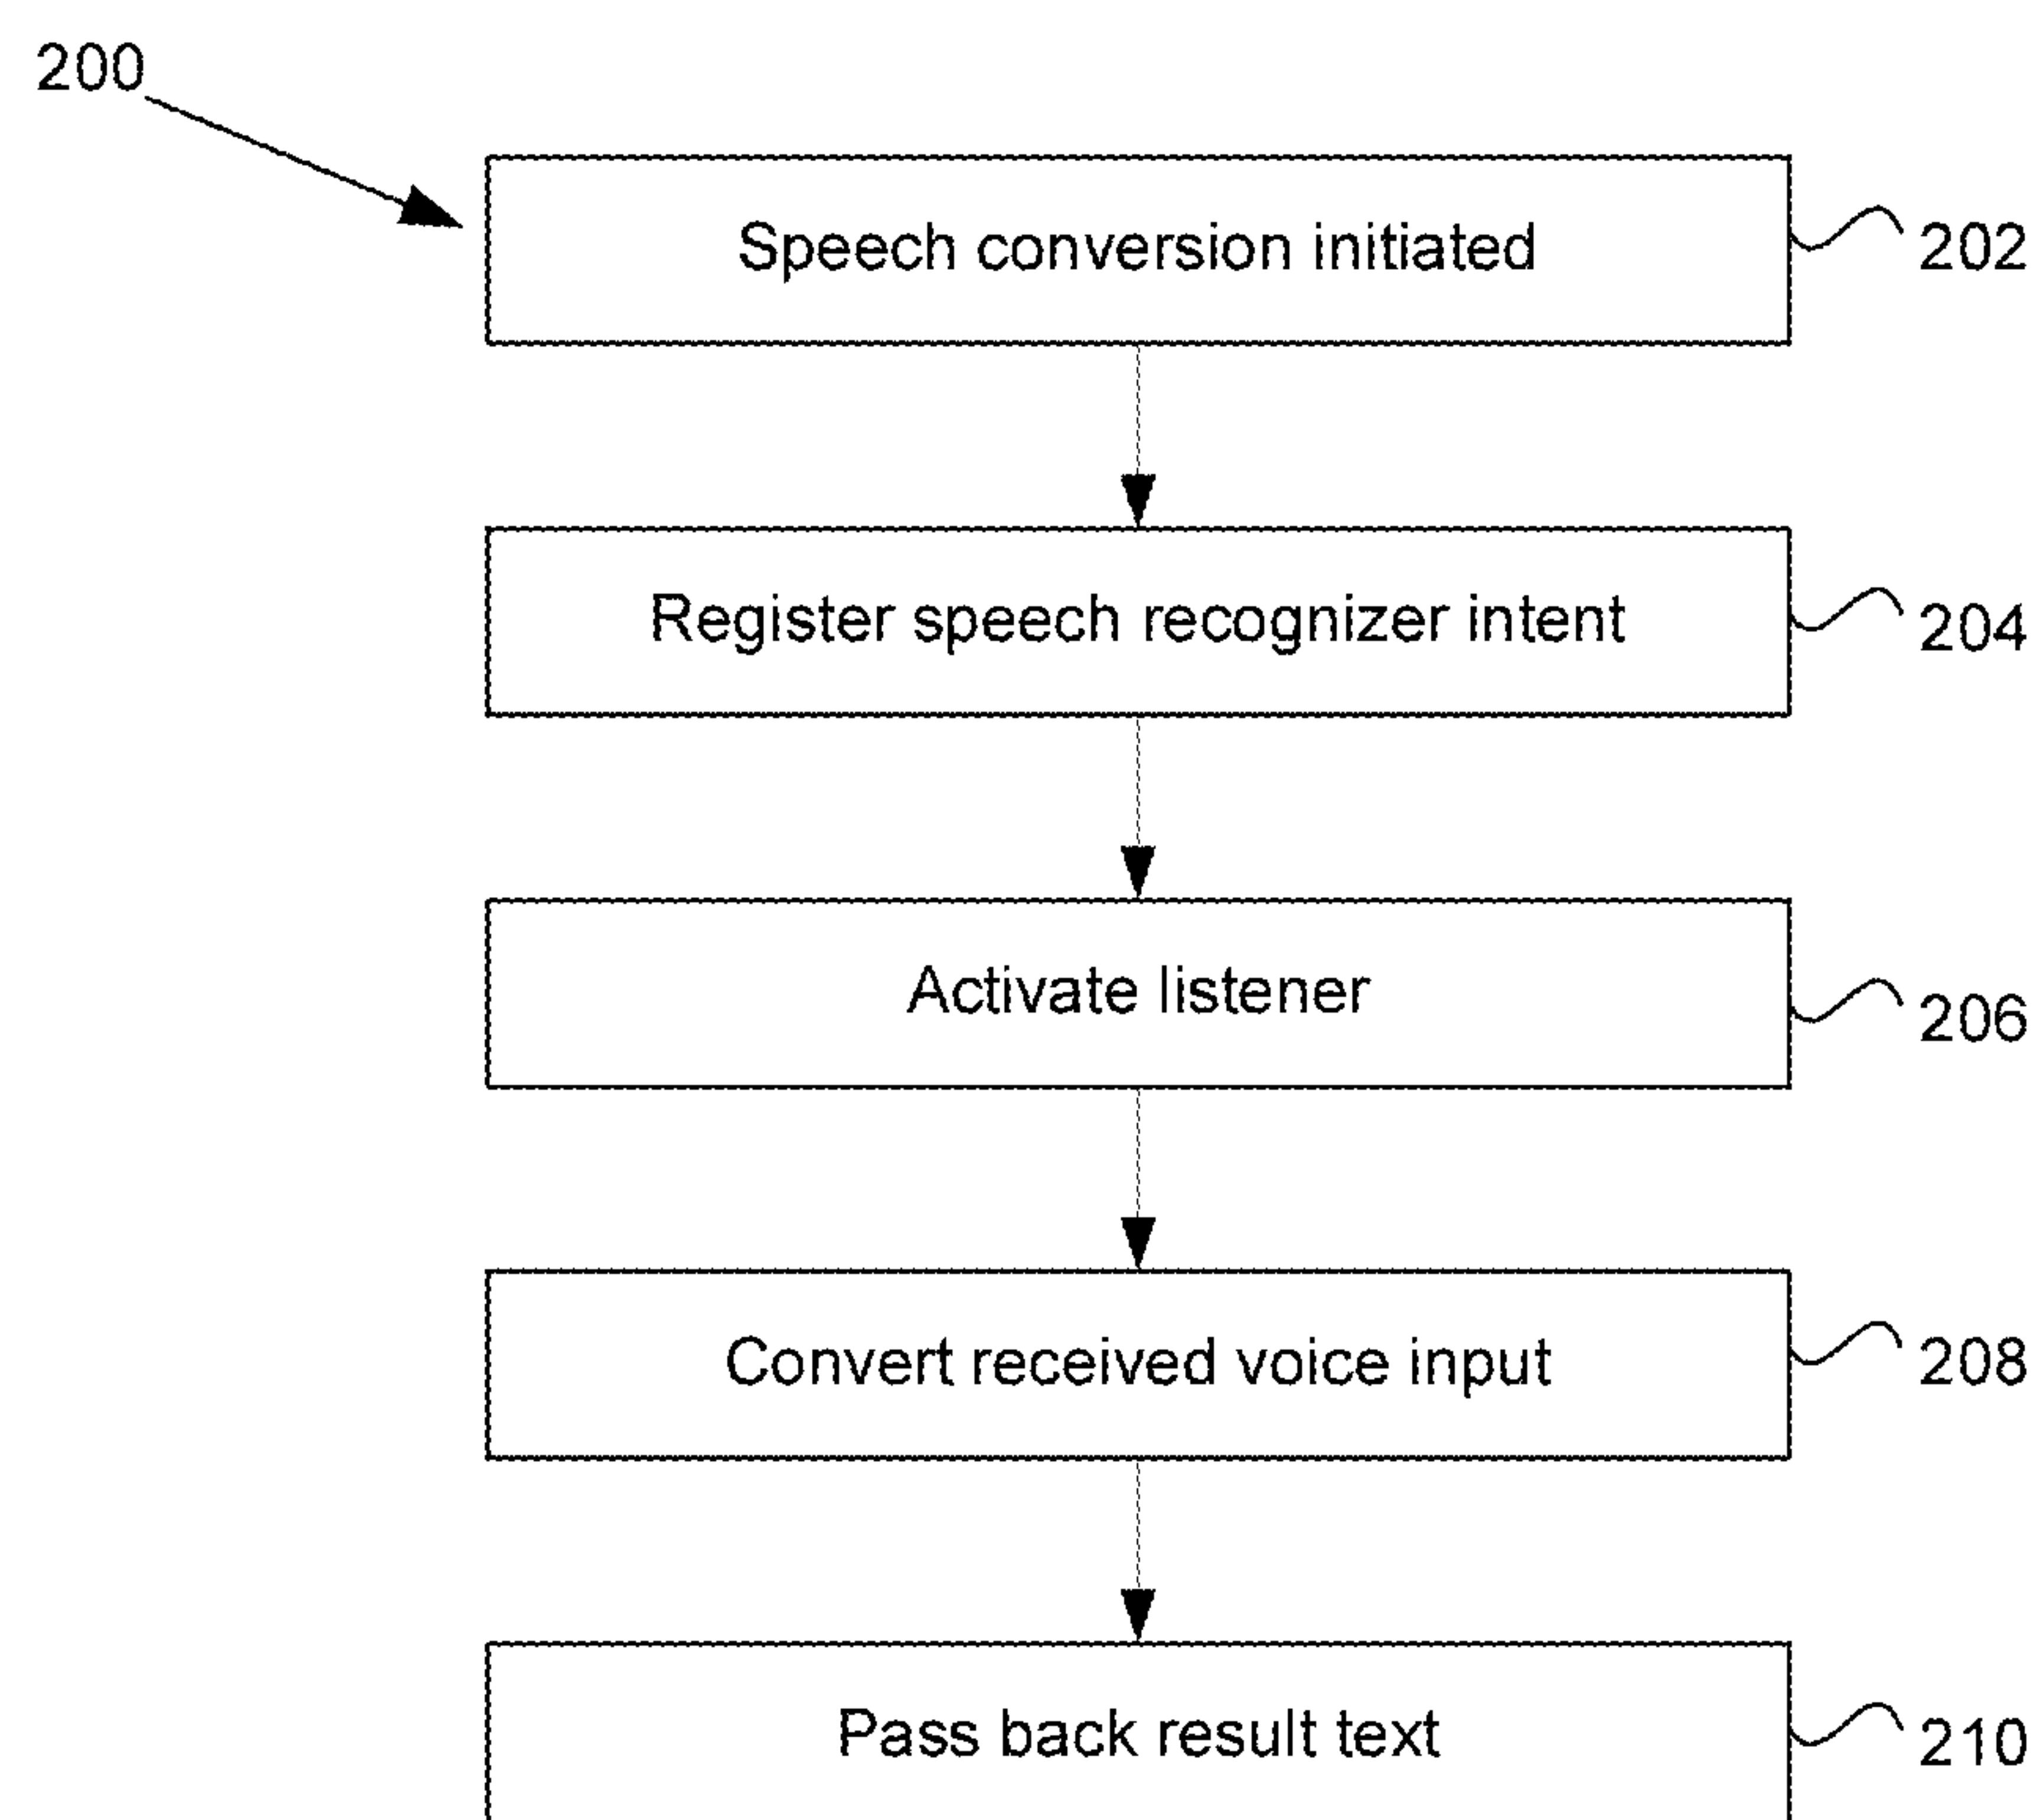 200
Speech conversion initiated
202
Register speech recognizer intent
204
Activate listener
206
Convert received voice input
208
Pass back result text
210